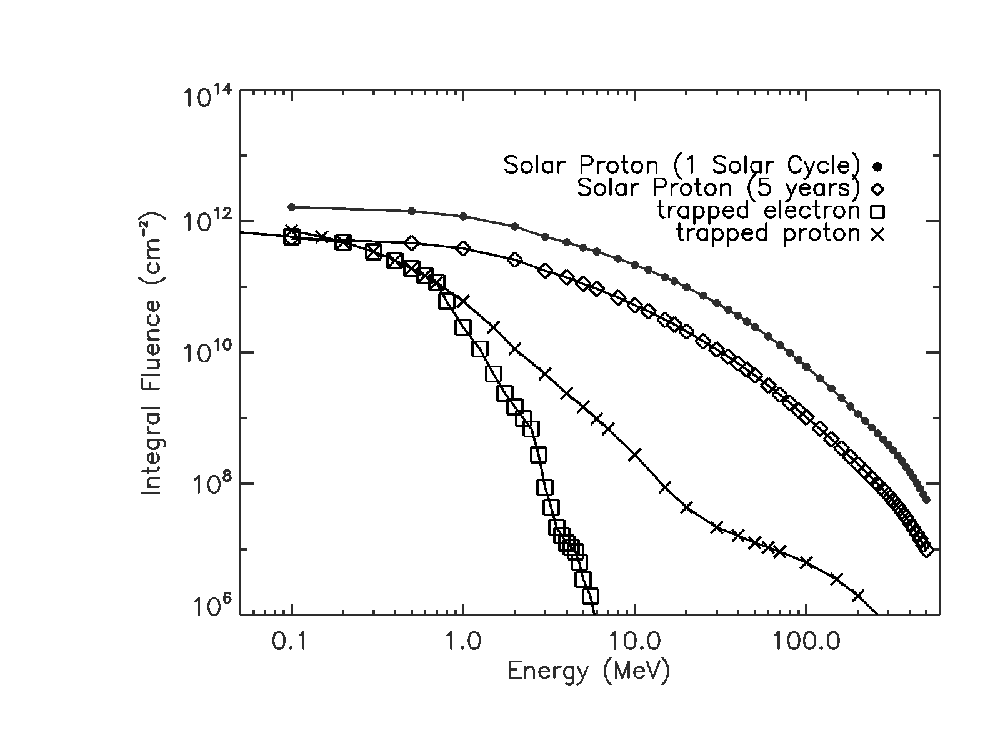 10¹⁴
10¹²
10¹⁰
10⁸
10⁶
Integral Fluence (cm⁻²)
Solar Proton (1 Solar Cycle)
Solar Proton (5 years)
trapped electron
trapped proton
0.1 1.0 10.0 100.0
Energy (MeV)